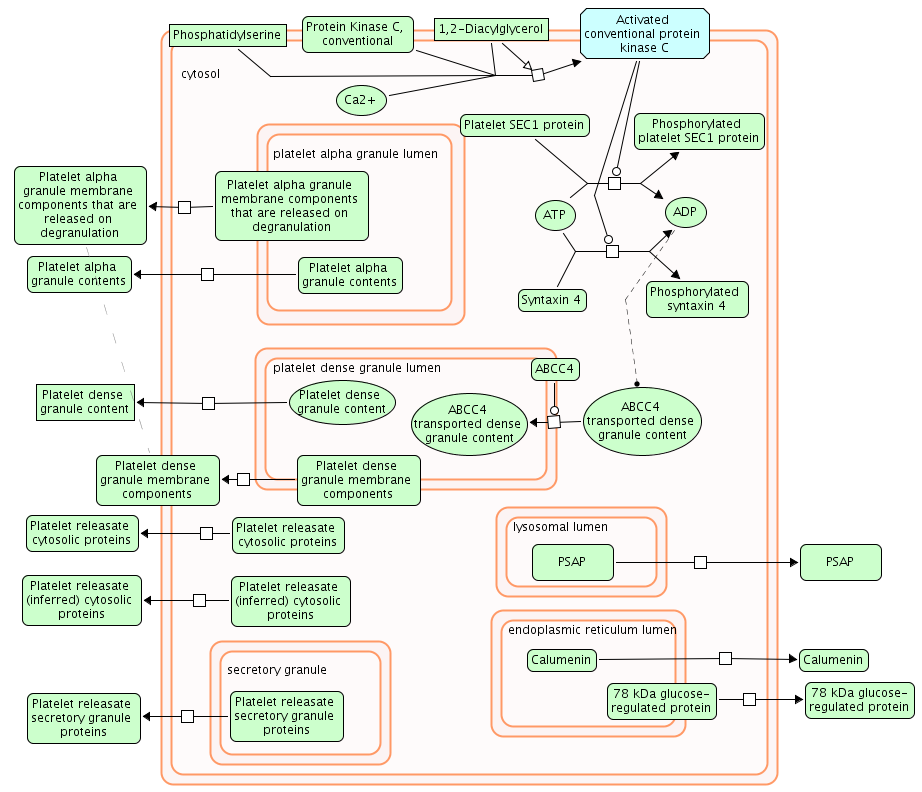 Phosphatidylserine
Protein Kinase C,
conventional
1,2–Diacylglycerol
Activated
conventional protein
kinase C
cytosol
Ca2+
Platelet SEC1 protein
Phosphorylated
platelet SEC1 protein
platelet alpha granule lumen
Platelet alpha
granule membrane
components that are
released on
degranulation
Platelet alpha granule
membrane components
that are released on
degranulation
ATP
ADP
Platelet alpha
granule contents
Platelet alpha
granule contents
Syntaxin 4
Phosphorylated
syntaxin 4
platelet dense granule lumen
ABCC4
Platelet dense
granule content
Platelet dense
granule content
ABCC4
transported dense
granule content
ABCC4
transported dense
granule content
Platelet dense
granule membrane
components
Platelet dense
granule membrane
components
Platelet releasate
cytosolic proteins
Platelet releasate
cytosolic proteins
lysosomal lumen
PSAP
PSAP
Platelet releasate
(inferred) cytosolic
proteins
Platelet releasate
(inferred) cytosolic
proteins
endoplasmic reticulum lumen
Calumenin
Calumenin
secretory granule
78 kDa glucose–
regulated protein
78 kDa glucose–
regulated protein
Platelet releasate
secretory granule
proteins
Platelet releasate
secretory granule
proteins